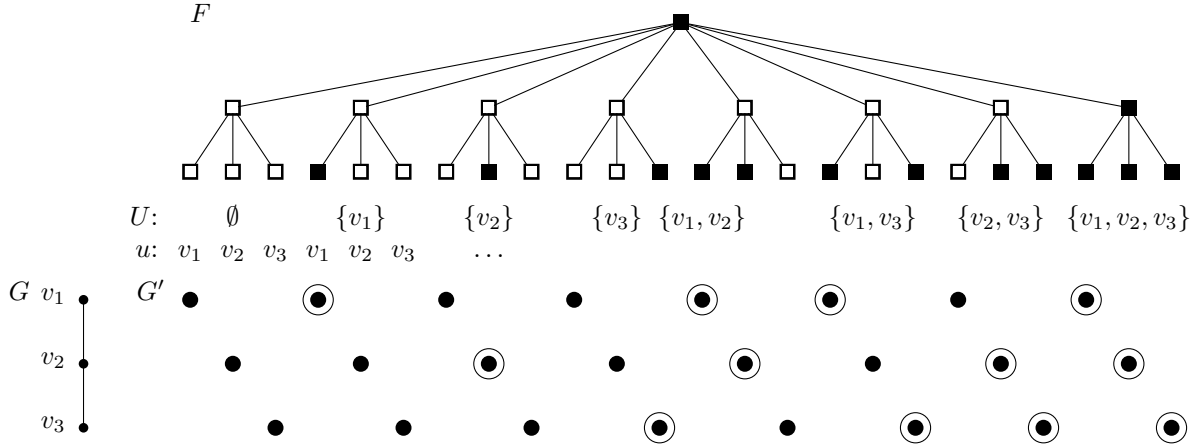 F
U: ∅ {v₁} {v₂} {v₃} {v₁, v₂} {v₁, v₃} {v₂, v₃} {v₁, v₂, v₃}
u: v₁ v₂ v₃ v₁ v₂ v₃ ...
G v₁ G′
v₂
v₃